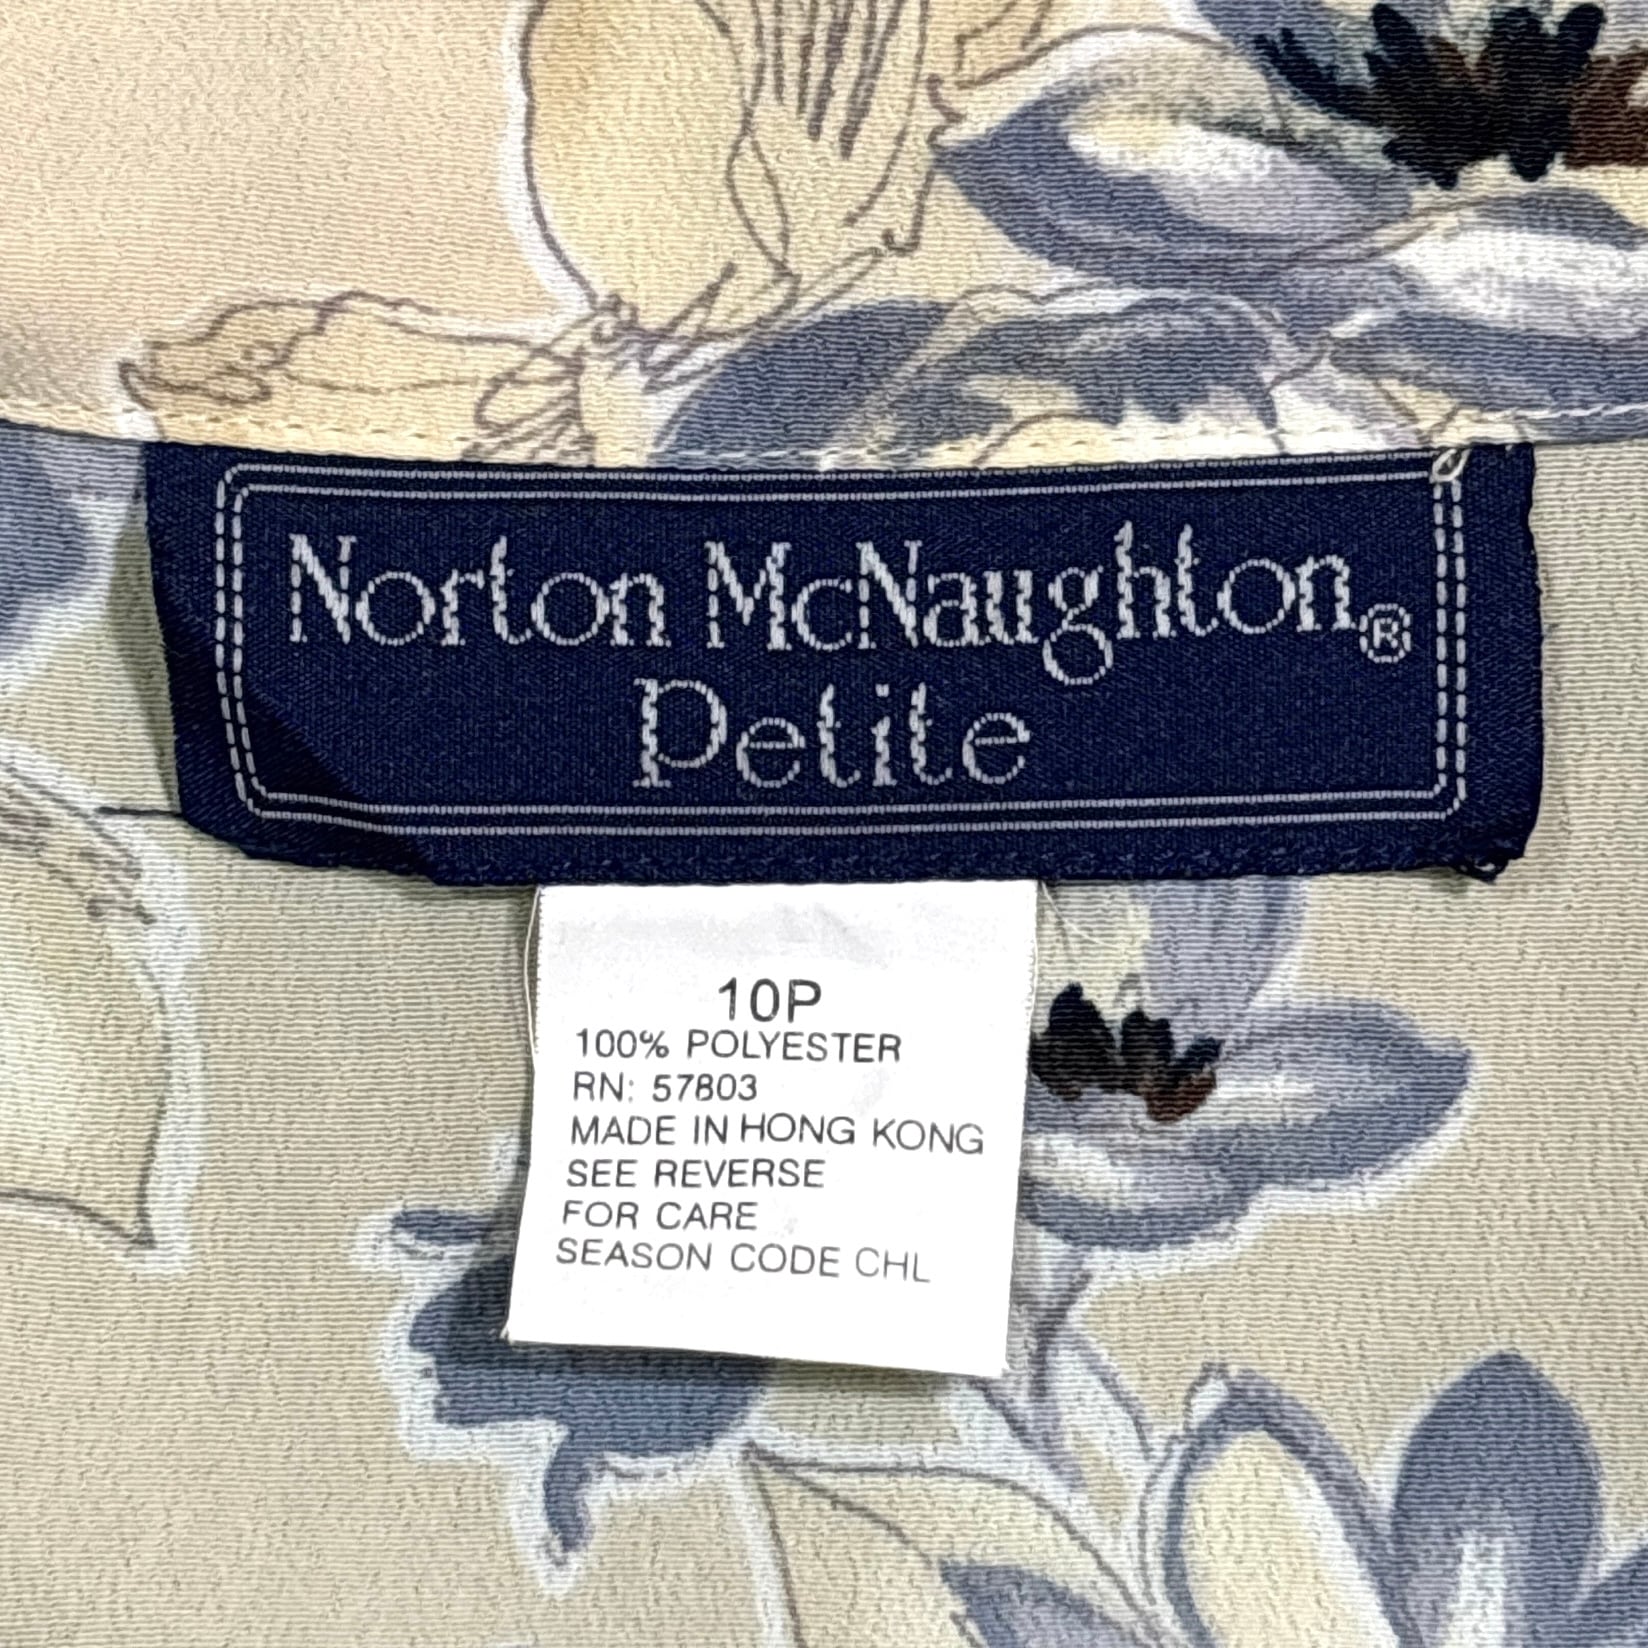 Norton McNaughton®
Petite
10P
100% POLYESTER
RN: 57803
MADE IN HONG KONG
SEE REVERSE
FOR CARE
SEASON CODE CHL